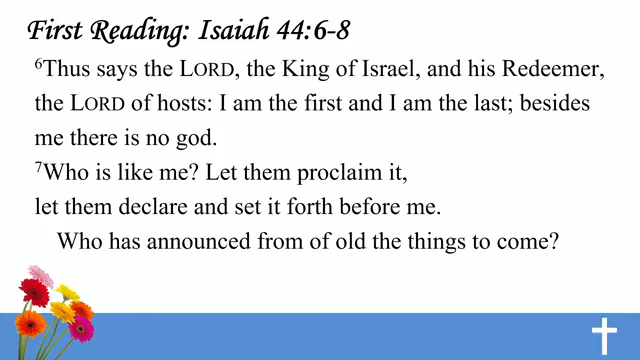 First Reading: Isaiah 44:6-8
⁶Thus says the LORD, the King of Israel, and his Redeemer,
the LORD of hosts: I am the first and I am the last; besides
me there is no god.
⁷Who is like me? Let them proclaim it,
let them declare and set it forth before me.
Who has announced from of old the things to come?